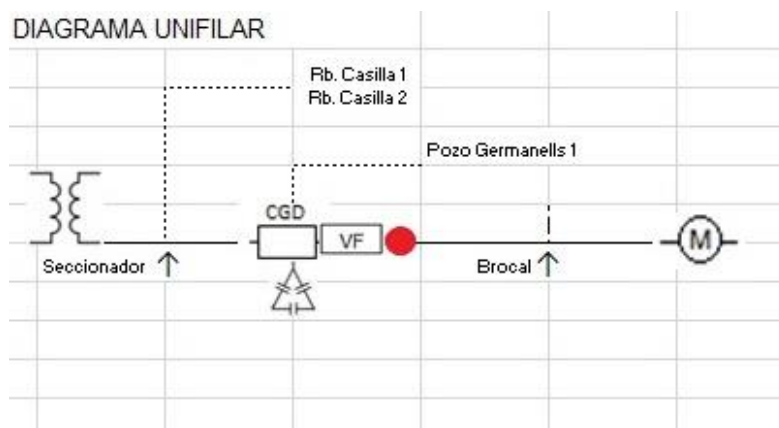 DIAGRAMA UNIFILAR
Rb. Casilla 1
Rb. Casilla 2
Pozo Germanells 1
CGD
VF
M
Seccionador
Brocal